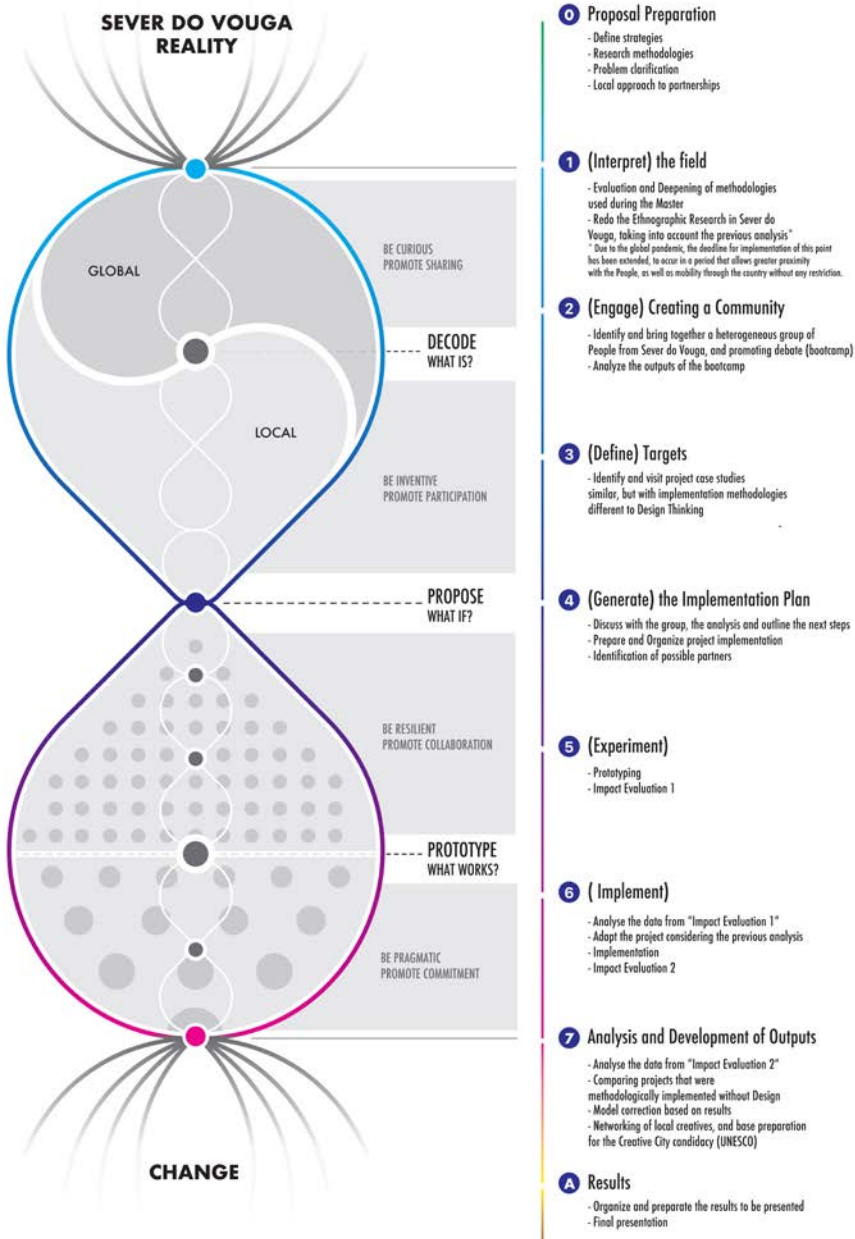 SEVER DO VOUGA
REALITY
GLOBAL
LOCAL
BE CURIOUS
PROMOTE SHARING
DECODE
WHAT IS?
BE INVENTIVE
PROMOTE PARTICIPATION
PROPOSE
WHAT IF?
BE RESILIENT
PROMOTE COLLABORATION
PROTOTYPE
WHAT WORKS?
BE PRAGMATIC
PROMOTE COMMITMENT
CHANGE
0 Proposal Preparation
- Define strategies
- Research methodologies
- Problem clarification
- Local approach to partnerships
1 (Interpret) the field
- Evaluation and Deepening of methodologies
used during the Master
- Redo the Ethnographic Research in Sever do
Vouga, taking into account the previous analysis*
* Due to the global pandemic, the deadline for implementation of this point
has been extended, to occur in a period that allows greater proximity
with the People, as well as mobility through the country without any restriction.
2 (Engage) Creating a Community
- Identify and bring together a heterogeneous group of
People from Sever do Vouga, and promoting debate (bootcamp)
- Analyze the outputs of the bootcamp
3 (Define) Targets
- Identify and visit project case studies
similar, but with implementation methodologies
different to Design Thinking
4 (Generate) the Implementation Plan
- Discuss with the group, the analysis and outline the next steps
- Prepare and Organize project implementation
- Identification of possible partners
5 (Experiment)
- Prototyping
- Impact Evaluation 1
6 ( Implement)
- Analyse the data from "Impact Evaluation 1"
- Adapt the project considering the previous analysis
- Implementation
- Impact Evaluation 2
7 Analysis and Development of Outputs
- Analyse the data from "Impact Evaluation 2"
- Comparing projects that were
methodologically implemented without Design
- Model correction based on results
- Networking of local creatives, and base preparation
for the Creative City candidacy (UNESCO)
A Results
- Organize and preparate the results to be presented
- Final presentation